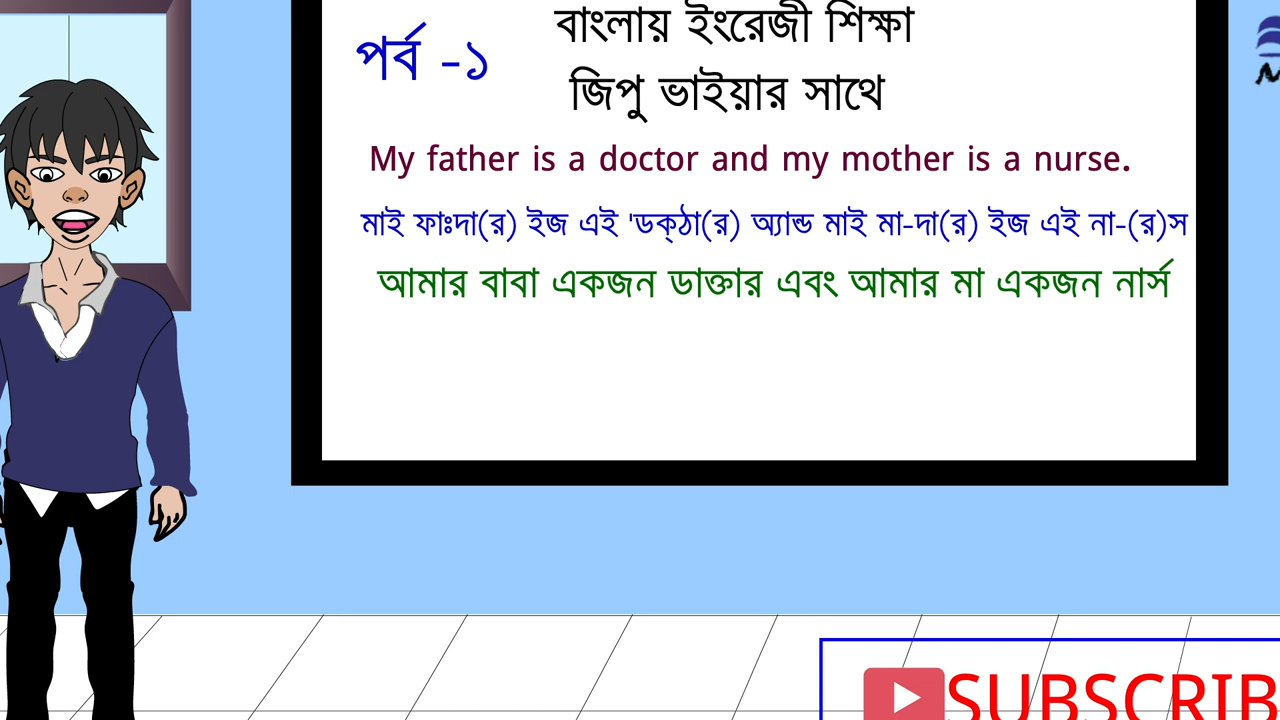 বাংলায় ইংরেজী শিক্ষা
পর্ব -১
জিপু ভাইয়ার সাথে
My father is a doctor and my mother is a nurse.
মাই ফাঃদা(র) ইজ এই 'ডক্ঠা(র) অ্যান্ড মাই মা-দা(র) ইজ এই না-(র)স
আমার বাবা একজন ডাক্তার এবং আমার মা একজন নার্স
SUBSCRIB